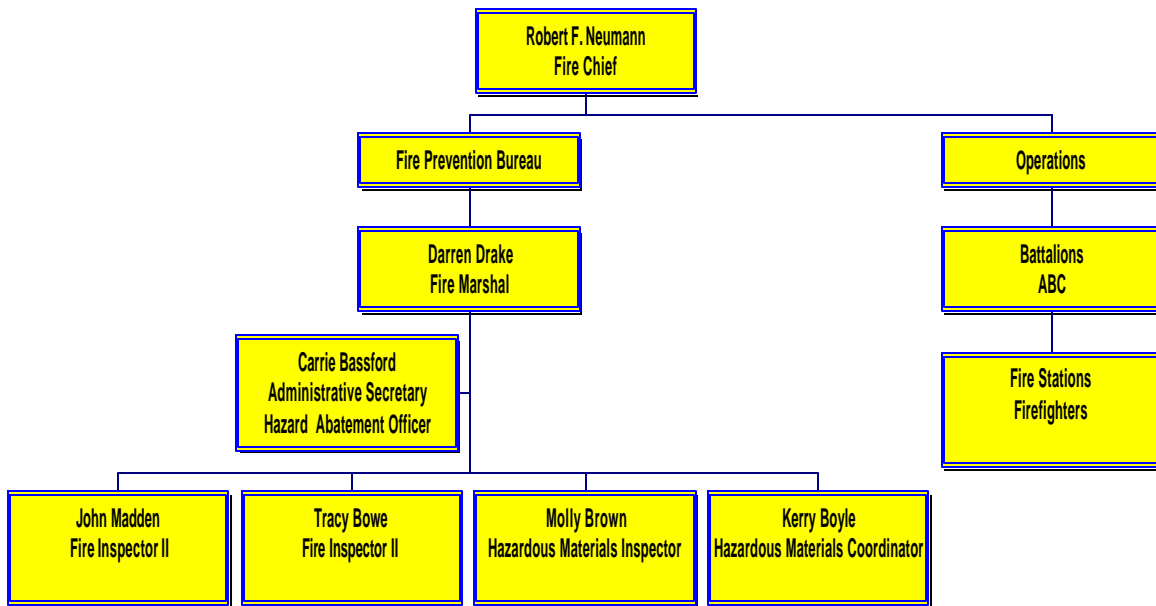 Robert F. Neumann
Fire Chief
Fire Prevention Bureau
Operations
Darren Drake
Fire Marshal
Battalions
ABC
Carrie Bassford
Administrative Secretary
Hazard Abatement Officer
Fire Stations
Firefighters
John Madden
Fire Inspector II
Tracy Bowe
Fire Inspector II
Molly Brown
Hazardous Materials Inspector
Kerry Boyle
Hazardous Materials Coordinator